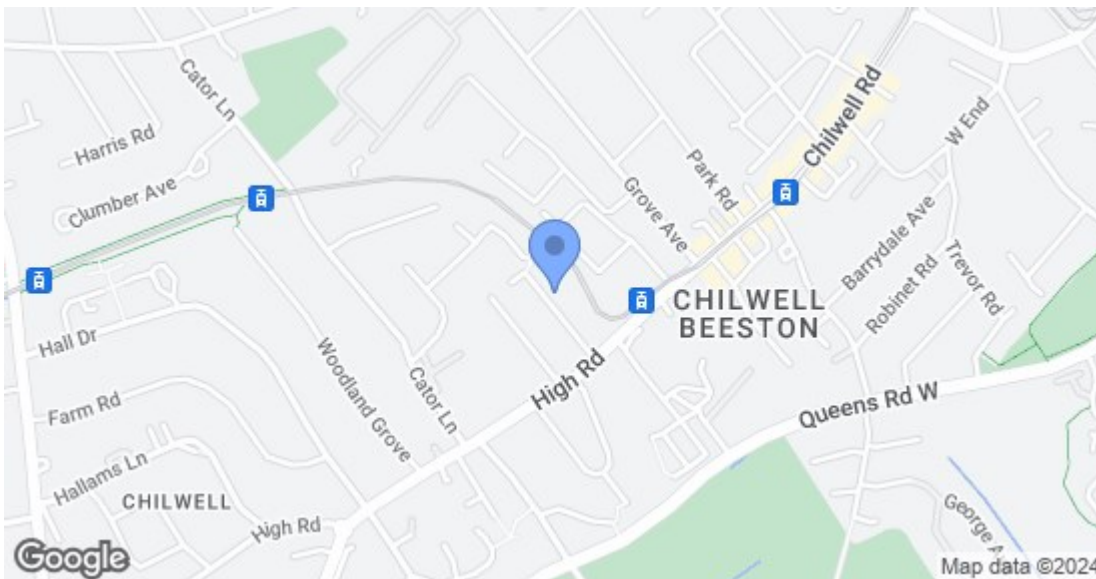 Cator Ln
Harris Rd
Clumber Ave
Chilwell Rd
W End
Park Rd
Grove Ave
Barrydale Ave
Robinet Rd
Trevor Rd
CHILWELL
BEESTON
Hall Dr
Woodland Grove
Cator Ln
High Rd
Queens Rd W
Farm Rd
Hallams Ln
CHILWELL
High Rd
George A
Google
Map data ©2024